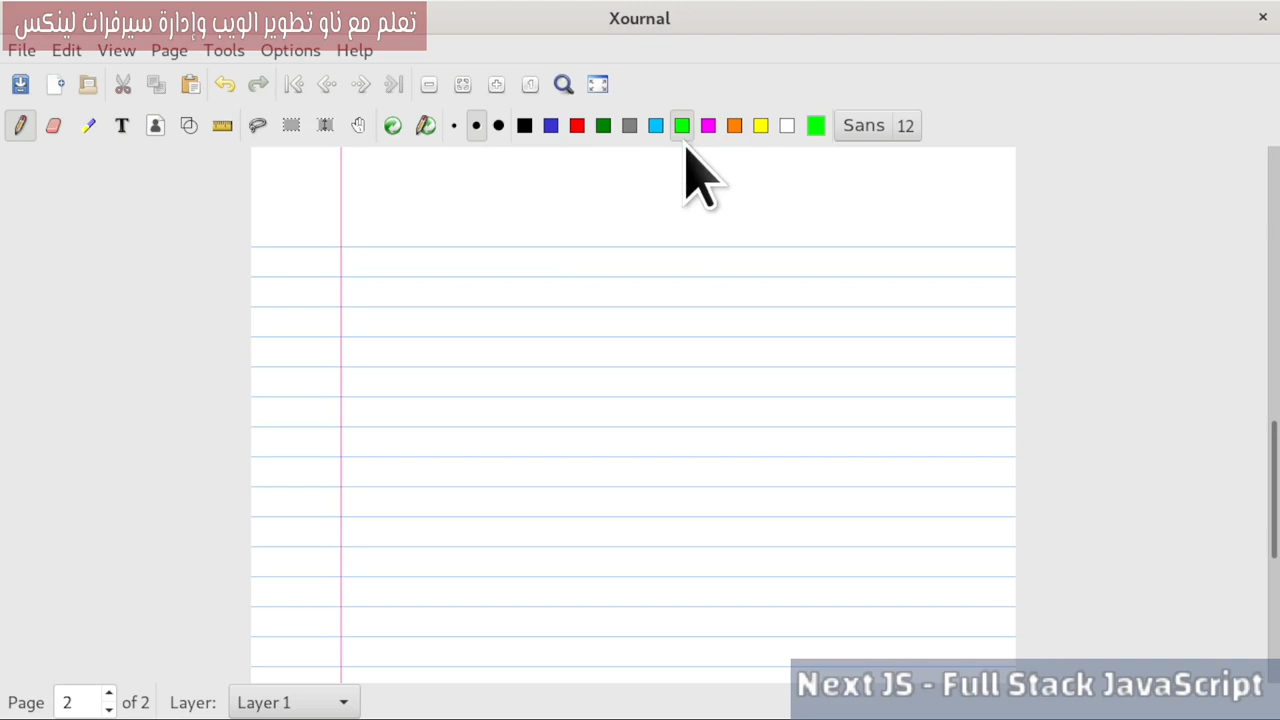 تعلم مع ناو تطوير الويب وإدارة سيرفرات لينكس
Xournal
File Edit View Page Tools Options Help
T
Sans 12
Page 2 of 2 Layer: Layer 1
Next JS - Full Stack JavaScript